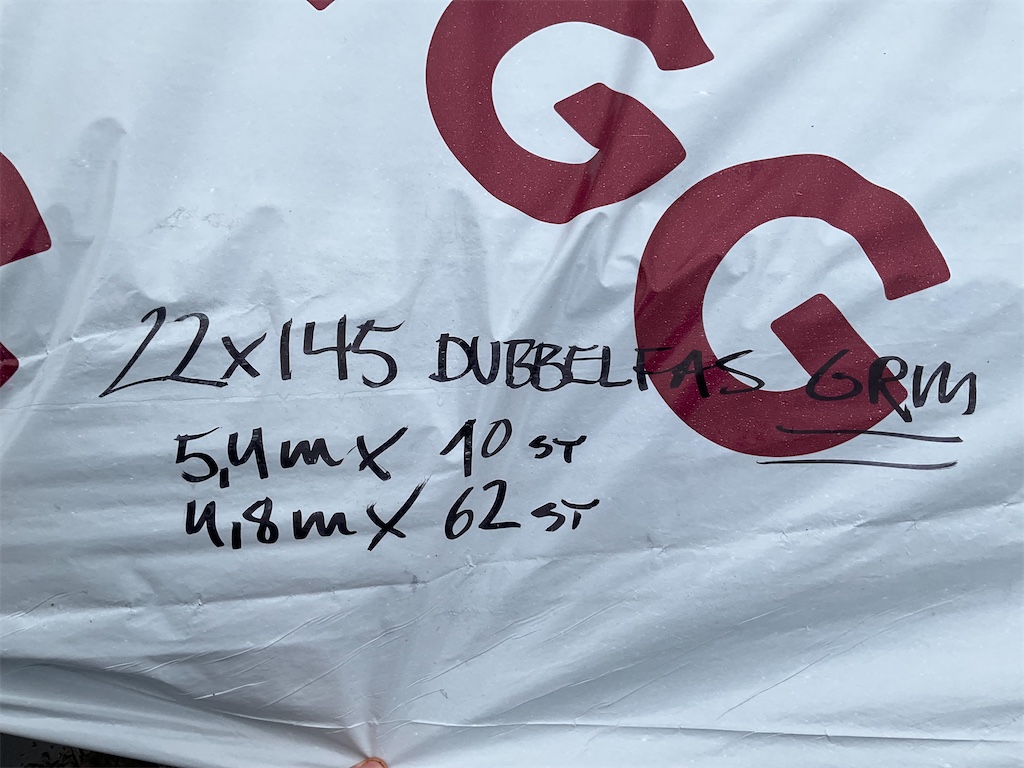 22x145 DUBBELFAS GRM
5,4m x 10 ST
4,8m x 62 ST